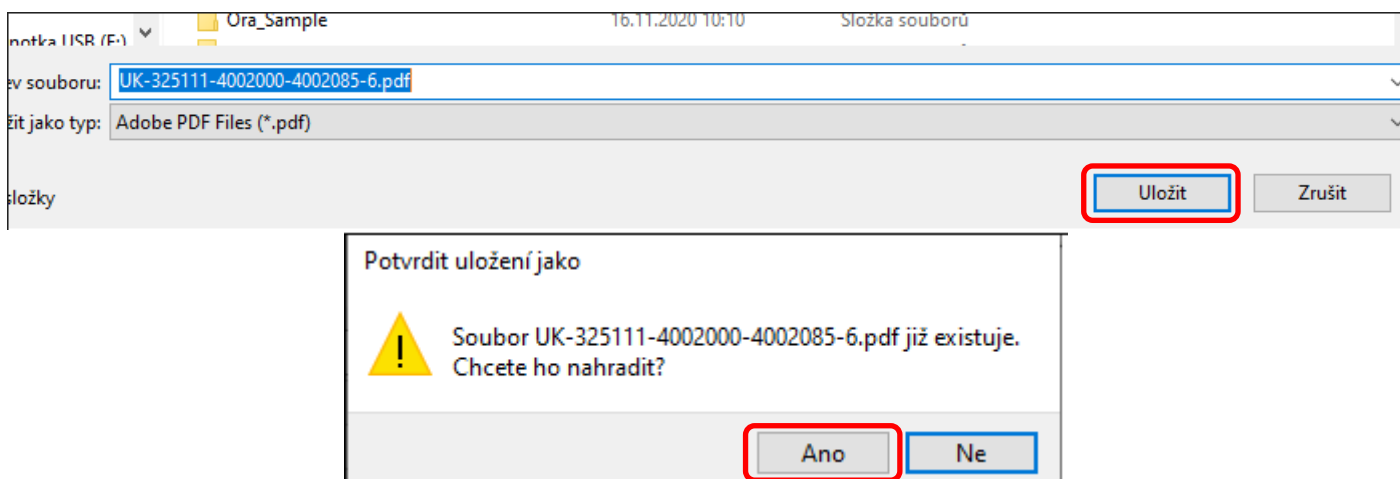 Ora_Sample 16.11.2020 10:10 Složka souborů
notka USB (F:)
ev souboru: UK-325111-4002000-4002085-6.pdf
žit jako typ: Adobe PDF Files (*.pdf)
složky Uložit Zrušit
Potvrdit uložení jako
Soubor UK-325111-4002000-4002085-6.pdf již existuje.
Chcete ho nahradit?
Ano Ne